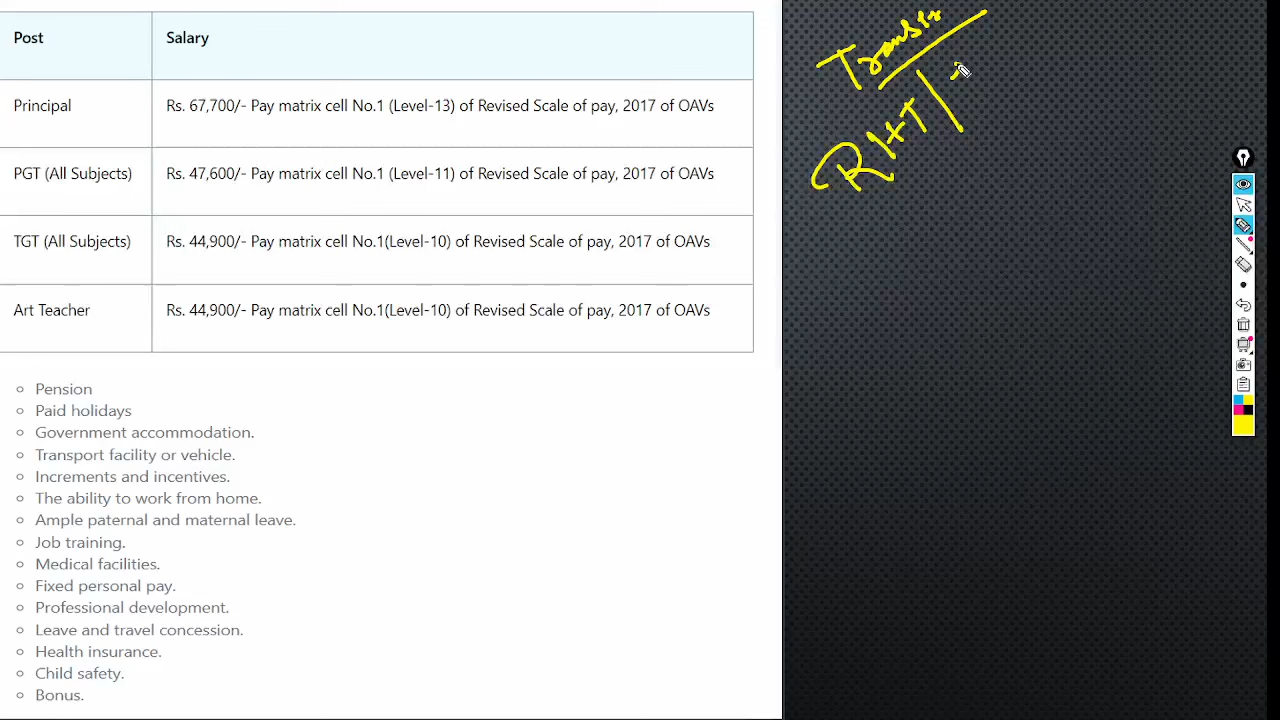 Post Salary
Principal Rs. 67,700/- Pay matrix cell No.1 (Level-13) of Revised Scale of pay, 2017 of OAVs
PGT (All Subjects) Rs. 47,600/- Pay matrix cell No.1 (Level-11) of Revised Scale of pay, 2017 of OAVs
TGT (All Subjects) Rs. 44,900/- Pay matrix cell No.1(Level-10) of Revised Scale of pay, 2017 of OAVs
Art Teacher Rs. 44,900/- Pay matrix cell No.1(Level-10) of Revised Scale of pay, 2017 of OAVs
Pension
Paid holidays
Government accommodation.
Transport facility or vehicle.
Increments and incentives.
The ability to work from home.
Ample paternal and maternal leave.
Job training.
Medical facilities.
Fixed personal pay.
Professional development.
Leave and travel concession.
Health insurance.
Child safety.
Bonus.